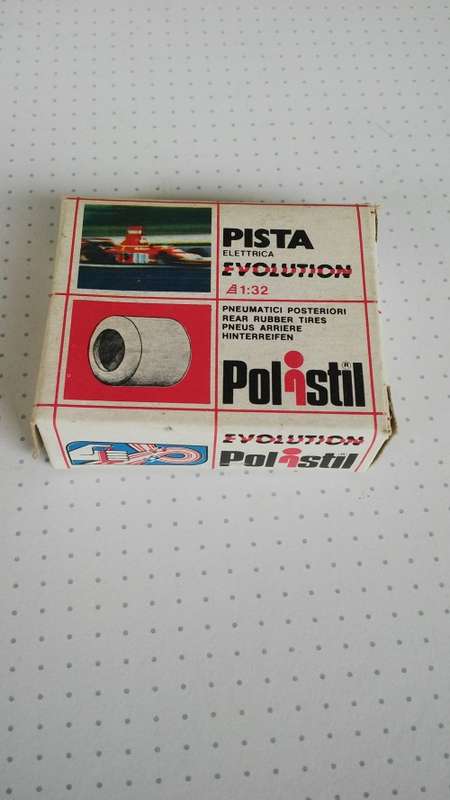 PISTA
ELETTRICA
EVOLUTION
1:32
PNEUMATICI POSTERIORI
REAR RUBBER TIRES
PNEUS ARRIERE
HINTERREIFEN
Polistil®
EVOLUTION
Polistil